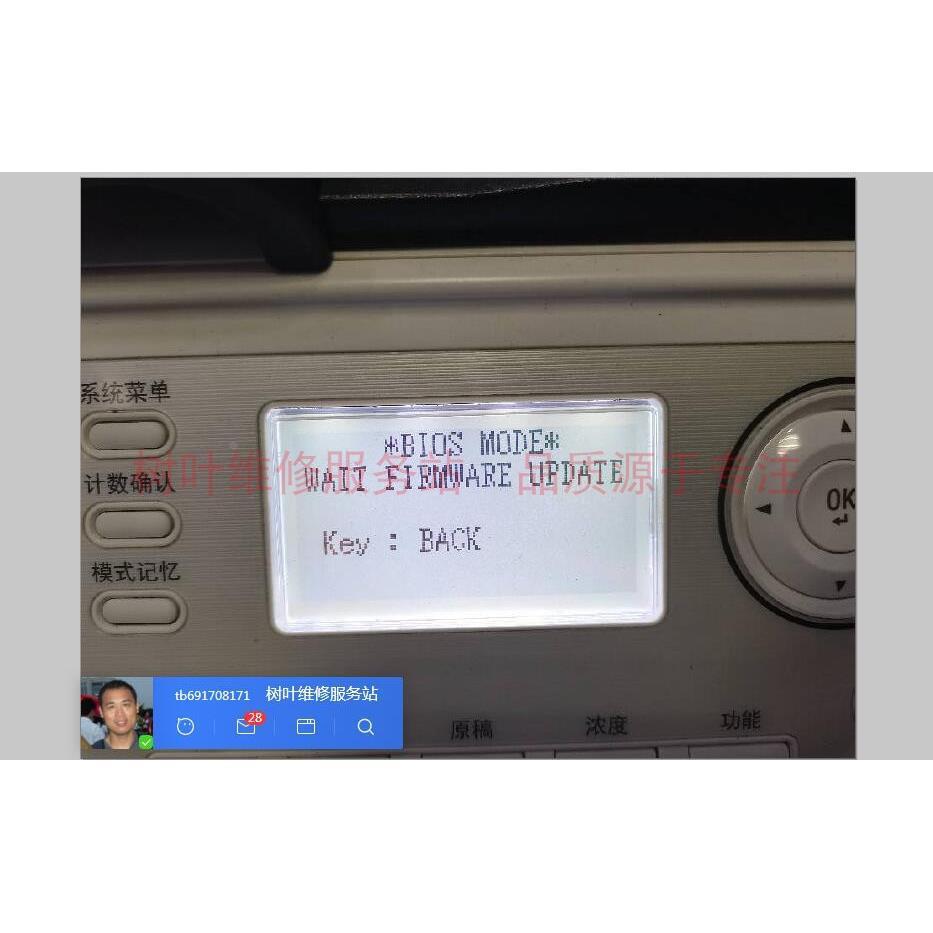 系统菜单
*BIOS MODE*
WAIT FIRMWARE UPDATE
树叶维修服务站 品质源于专注
计数确认
OK
Key : BACK
模式记忆
tb691708171 树叶维修服务站
28
原稿 浓度 功能